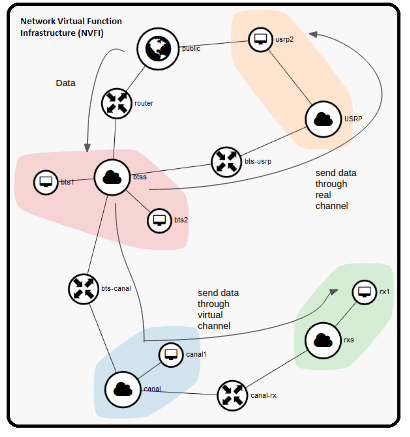 Network Virtual Function
Infrastructure (NVFI)
public
usrp2
Data
router
USRP
bts-usrp
btss
bts1
send data
through
real
channel
bts2
bts-canal
send data
through
virtual
channel
rx1
rxs
canal1
canal
canal-rx